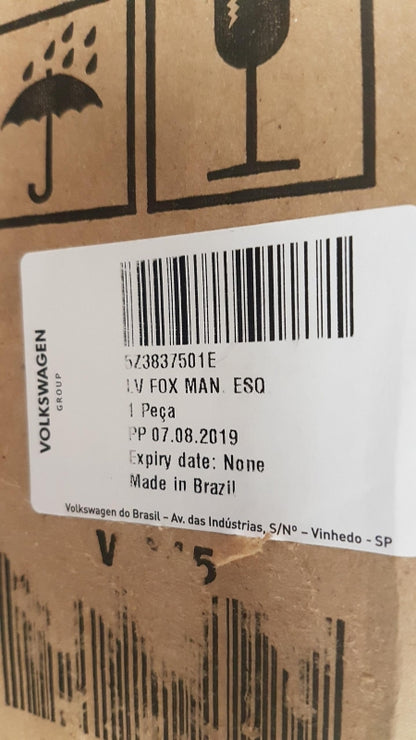 VOLKSWAGEN
GROUP
5Z3837501E
LV FOX MAN. ESQ
1 Peça
PP 07.08.2019
Expiry date: None
Made in Brazil
Volkswagen do Brasil – Av. das Indústrias, S/Nº – Vinhedo - SP